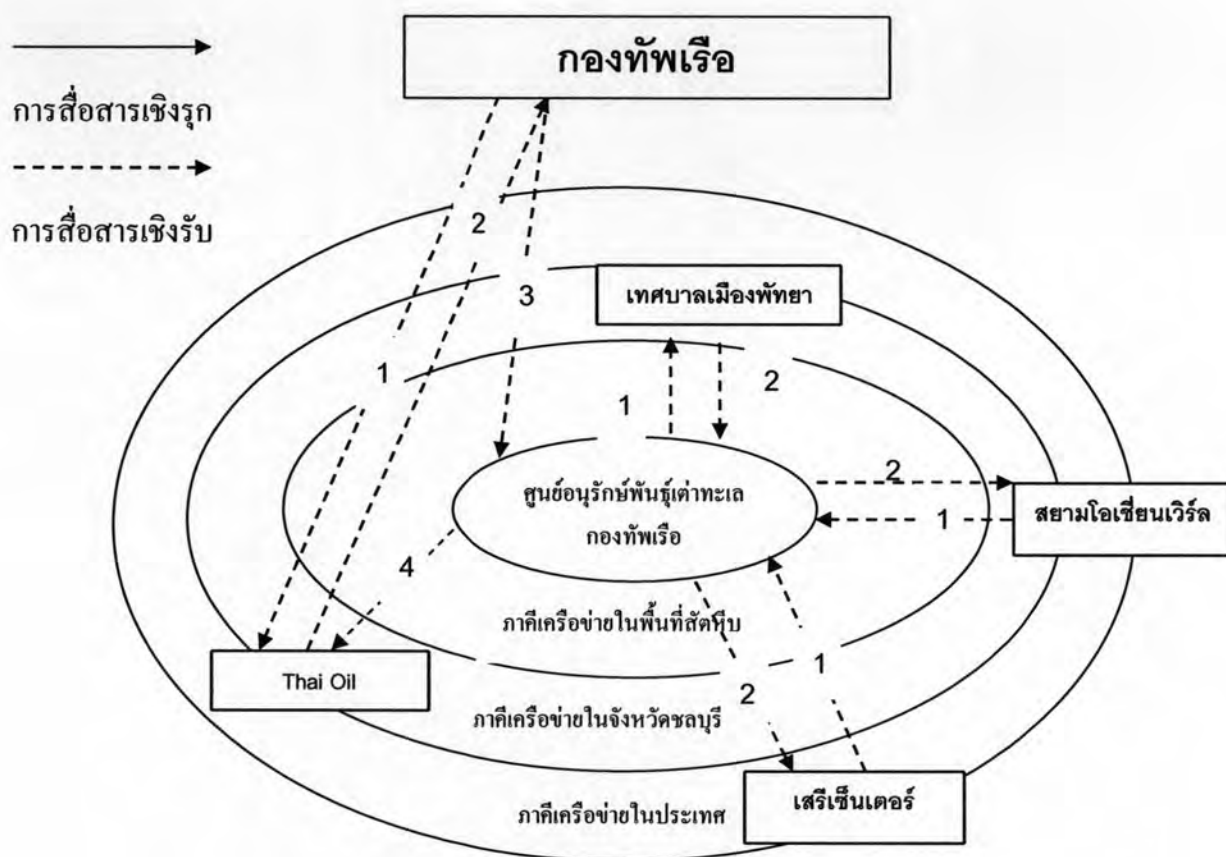 กองทัพเรือ
การสื่อสารเชิงรุก
การสื่อสารเชิงรับ
2
3
เทศบาลเมืองพัทยา
1
2
1
ศูนย์อนุรักษ์พันธุ์เต่าทะเล
กองทัพเรือ
2
สยามโอเชี่ยนเวิร์ล
1
4
ภาคีเครือข่ายในพื้นที่สัตหีบ
1
Thai Oil
2
ภาคีเครือข่ายในจังหวัดชลบุรี
เสรีเซ็นเตอร์
ภาคีเครือข่ายในประเทศ